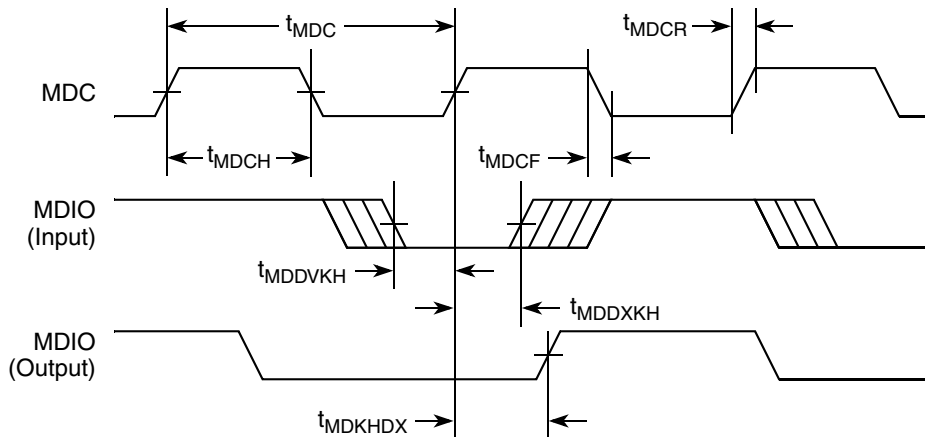 tMDC
tMDCR
MDC
tMDCH
tMDCF
MDIO
(Input)
tMDDVKH
tMDDXKH
MDIO
(Output)
tMDKHDX